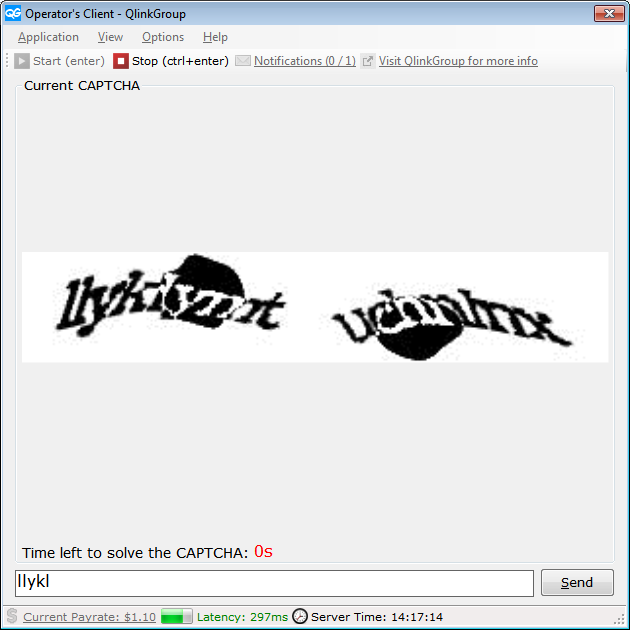 QG Operator's Client - QlinkGroup
Application View Options Help
Start (enter) Stop (ctrl+enter) Notifications (0 / 1) Visit QlinkGroup for more info
Current CAPTCHA
Time left to solve the CAPTCHA: 0s
llykl
Send
Current Payrate: $1.10 Latency: 297ms Server Time: 14:17:14